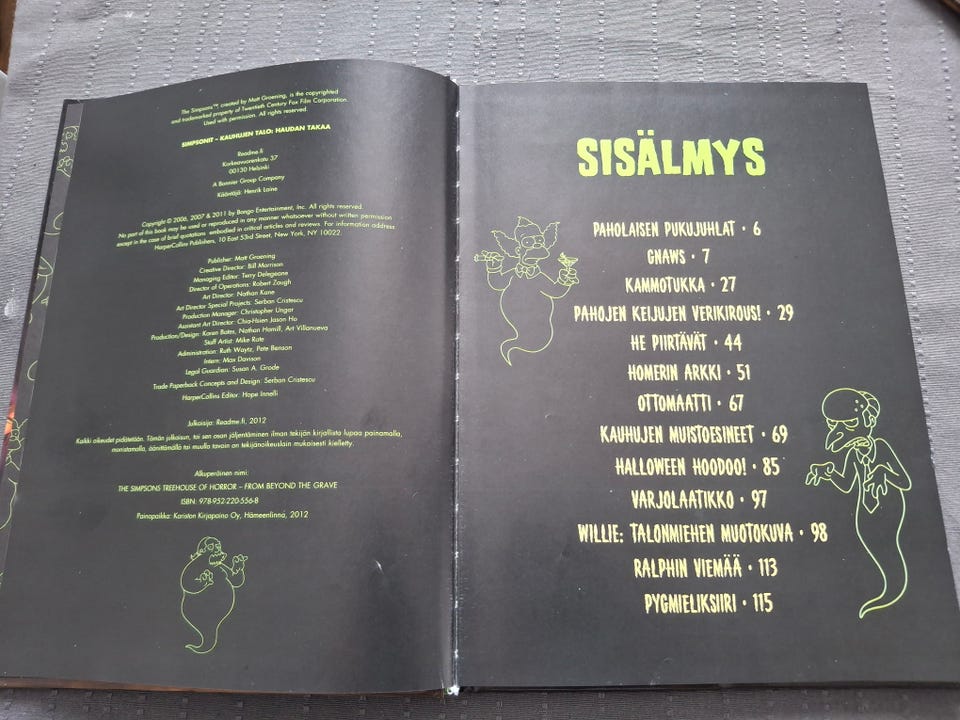 The Simpsons™, created by Matt Groening, is the copyrighted
and trademarked property of Twentieth Century Fox Film Corporation.
Used with permission. All rights reserved.
SIMPSONIT – KAUHUJEN TALO: HAUDAN TAKAA
Readme.fi
Korkeavuorenkatu 37
00130 Helsinki
A Bonnier Group Company
Kääntäjä: Henrik Laine
Copyright © 2006, 2007 & 2011 by Bongo Entertainment, Inc. All rights reserved.
No part of this book may be used or reproduced in any manner whatsoever without written permission
except in the case of brief quotations embodied in critical articles and reviews. For information address
HarperCollins Publishers, 10 East 53rd Street, New York, NY 10022.
Publisher: Matt Groening
Creative Director: Bill Morrison
Managing Editor: Terry Delegeane
Director of Operations: Robert Zaugh
Art Director: Nathan Kane
Art Director Special Projects: Serban Cristescu
Production Manager: Christopher Ungar
Assistant Art Director: Chia-Hsien Jason Ho
Production/Design: Karen Bates, Nathan Hamill, Art Villanueva
Staff Artist: Mike Rote
Administration: Ruth Waytz, Pete Benson
Intern: Max Davison
Legal Guardian: Susan A. Grode
Trade Paperback Concepts and Design: Serban Cristescu
HarperCollins Editor: Hope Innelli
Julkaisija: Readme.fi, 2012
Kaikki oikeudet pidätetään. Tämän julkaisun, tai sen osan jäljentäminen ilman tekijän kirjallista lupaa painamalla,
monistamalla, äänittämällä tai muulla tavoin on tekijänoikeuslain mukaisesti kielletty.
Alkuperäinen nimi:
THE SIMPSONS TREEHOUSE OF HORROR – FROM BEYOND THE GRAVE
ISBN: 978-952-220-556-8
Painopaikka: Kariston Kirjapaino Oy, Hämeenlinna, 2012
SISÄLMYS
PAHOLAISEN PUKUJUHLAT • 6
GNAWS • 7
KAMMOTUKKA • 27
PAHOJEN KEIJUJEN VERIKIROUS! • 29
HE PIIRTÄVÄT • 44
HOMERIN ARKKI • 51
OTTOMAATTI • 67
KAUHUJEN MUISTOESINEET • 69
HALLOWEEN HOODOO! • 85
VARJOLAATIKKO • 97
WILLIE: TALONMIEHEN MUOTOKUVA • 98
RALPHIN VIEMÄÄ • 113
PYGMIELIKSIIRI • 115